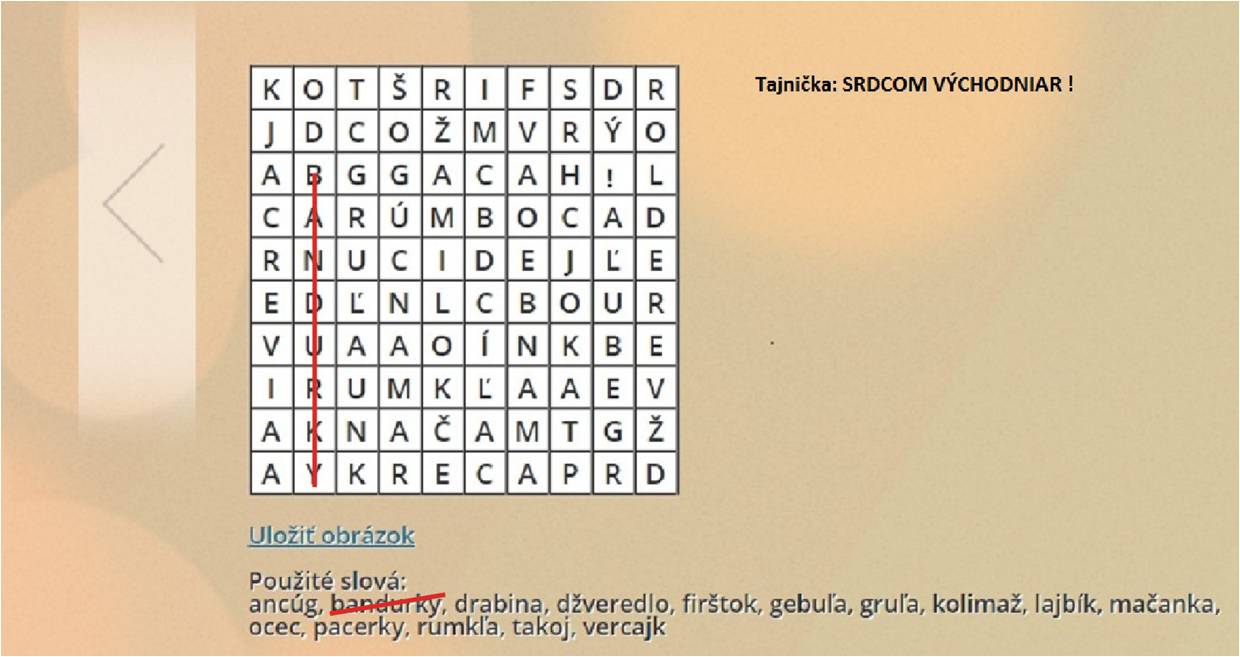 Tajnička: SRDCOM VÝCHODNIAR !
K O T Š R I F S D R
J D C O Ž M V R Ý O
A B G G A C A H ! L
C A R Ú M B O C A D
R N U C I D E J Ľ E
E D Ľ N L C B O U R
V U A A O Í N K B E
I R U M K Ľ A A E V
A K N A Č A M T G Ž
A Y K R E C A P R D
Uložiť obrázok
Použité slová:
ancúg, bandurky, drabina, džveredlo, firštok, gebuľa, gruľa, kolimaž, lajbík, mačanka,
ocec, pacerky, rumkľa, takoj, vercajk